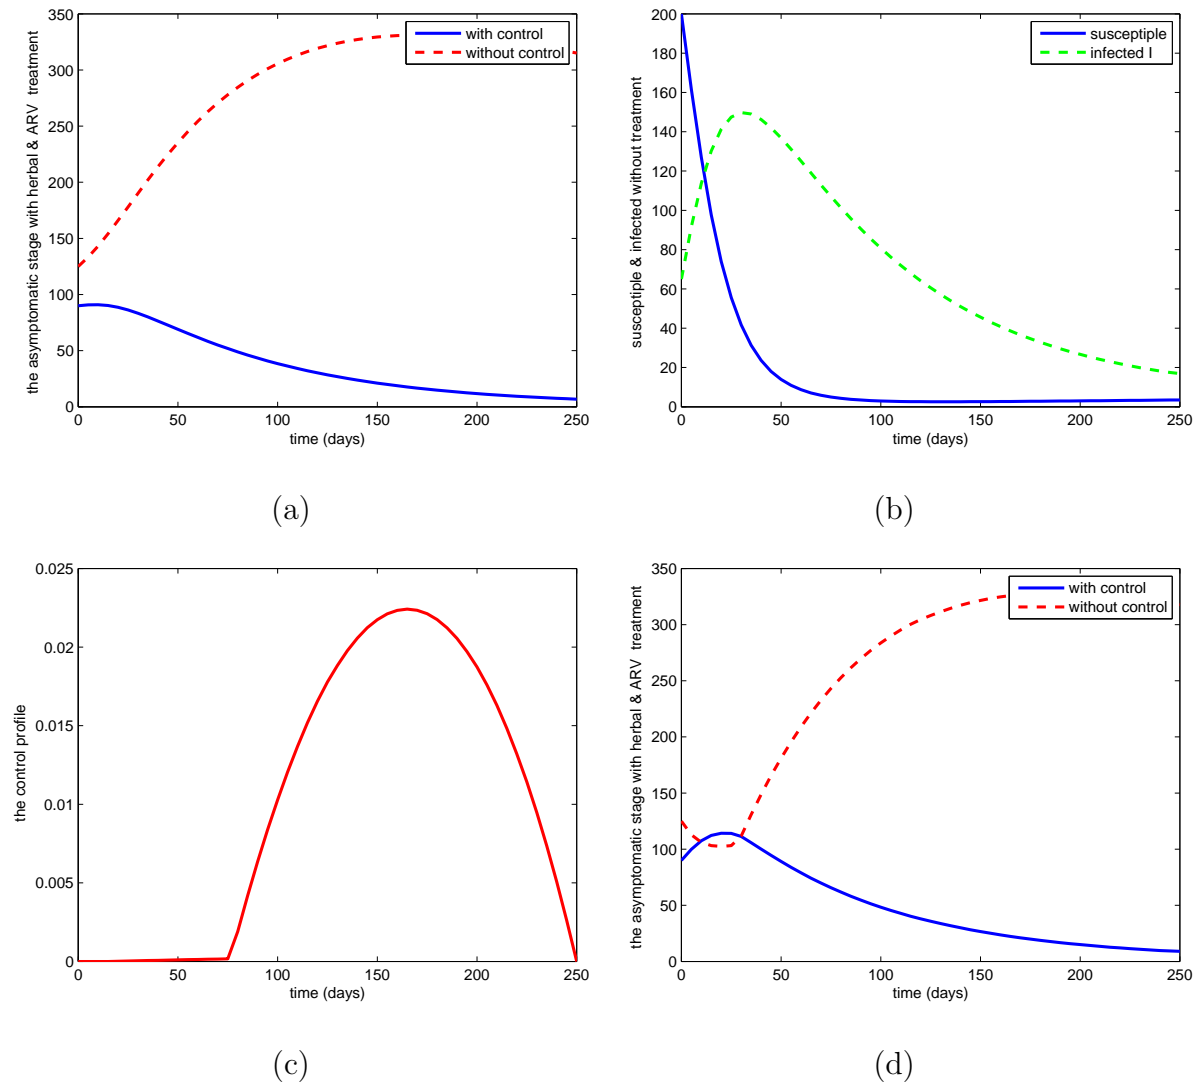 350
300
250
200
150
100
50
0
the asymptomatic stage with herbal & ARV treatment
with control
without control
0 50 100 150 200 250
time (days)
(a)
200
180
160
140
120
100
80
60
40
20
0
susceptiple & infected without treatment
susceptiple
infected I
0 50 100 150 200 250
time (days)
(b)
0.025
0.02
0.015
0.01
0.005
0
the control profile
0 50 100 150 200 250
time (days)
(c)
350
300
250
200
150
100
50
0
the asymptomatic stage with herbal & ARV treatment
with control
without control
0 50 100 150 200 250
time (days)
(d)